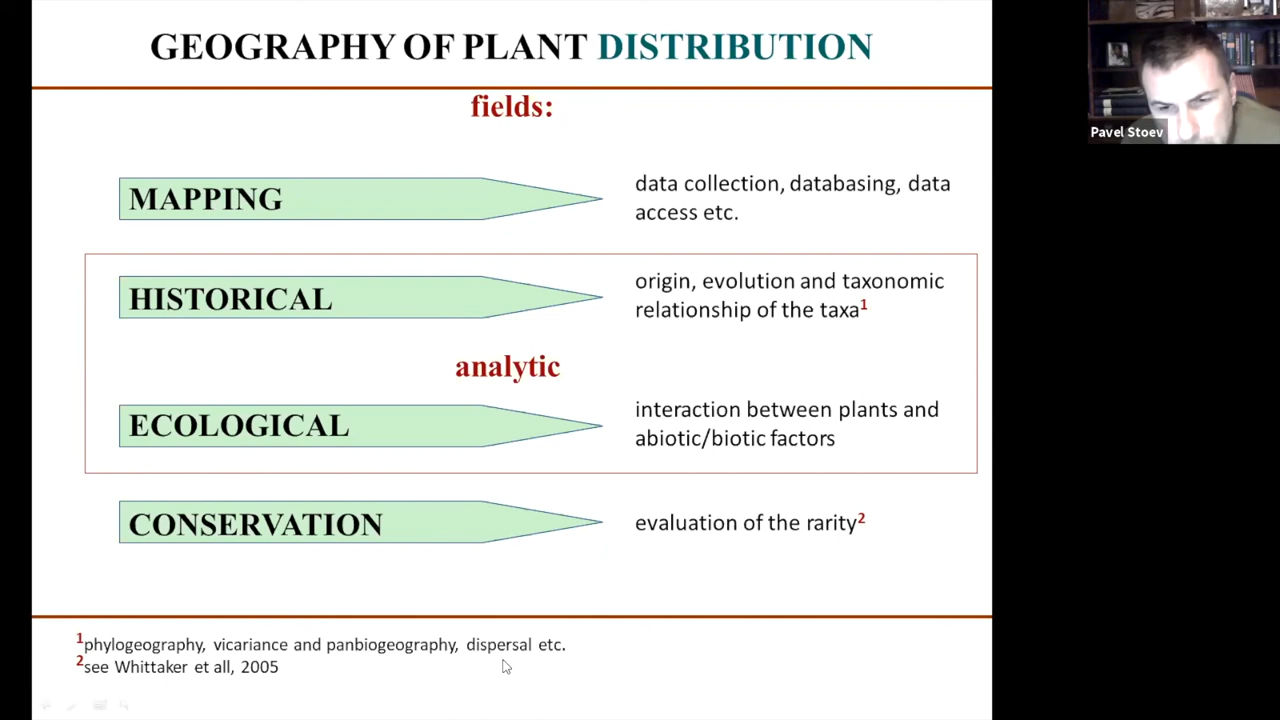 GEOGRAPHY OF PLANT DISTRIBUTION
fields:
Pavel Stoev
MAPPING
data collection, databasing, data
access etc.
HISTORICAL
origin, evolution and taxonomic
relationship of the taxa1
analytic
ECOLOGICAL
interaction between plants and
abiotic/biotic factors
CONSERVATION
evaluation of the rarity2
1phylogeography, vicariance and panbiogeography, dispersal etc.
2see Whittaker et all, 2005